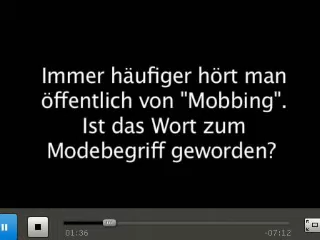 Immer häufiger hört man
öffentlich von "Mobbing".
Ist das Wort zum
Modebegriff geworden?
01:36
-07:12